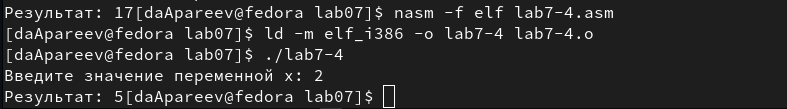 Результат: 17[daApareev@fedora lab07]$ nasm -f elf lab7-4.asm
[daApareev@fedora lab07]$ ld -m elf_i386 -o lab7-4 lab7-4.o
[daApareev@fedora lab07]$ ./lab7-4
Введите значение переменной x: 2
Результат: 5[daApareev@fedora lab07]$